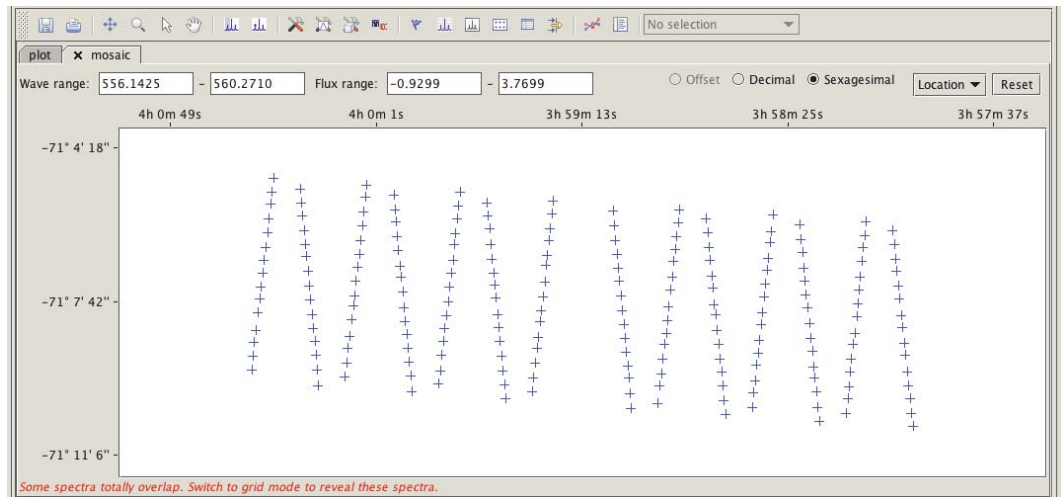 No selection
plot × mosaic
Wave range: 556.1425 - 560.2710 Flux range: -0.9299 - 3.7699 Offset Decimal Sexagesimal Location Reset
4h 0m 49s 4h 0m 1s 3h 59m 13s 3h 58m 25s 3h 57m 37s
-71° 4' 18"
-71° 7' 42"
-71° 11' 6"
Some spectra totally overlap. Switch to grid mode to reveal these spectra.